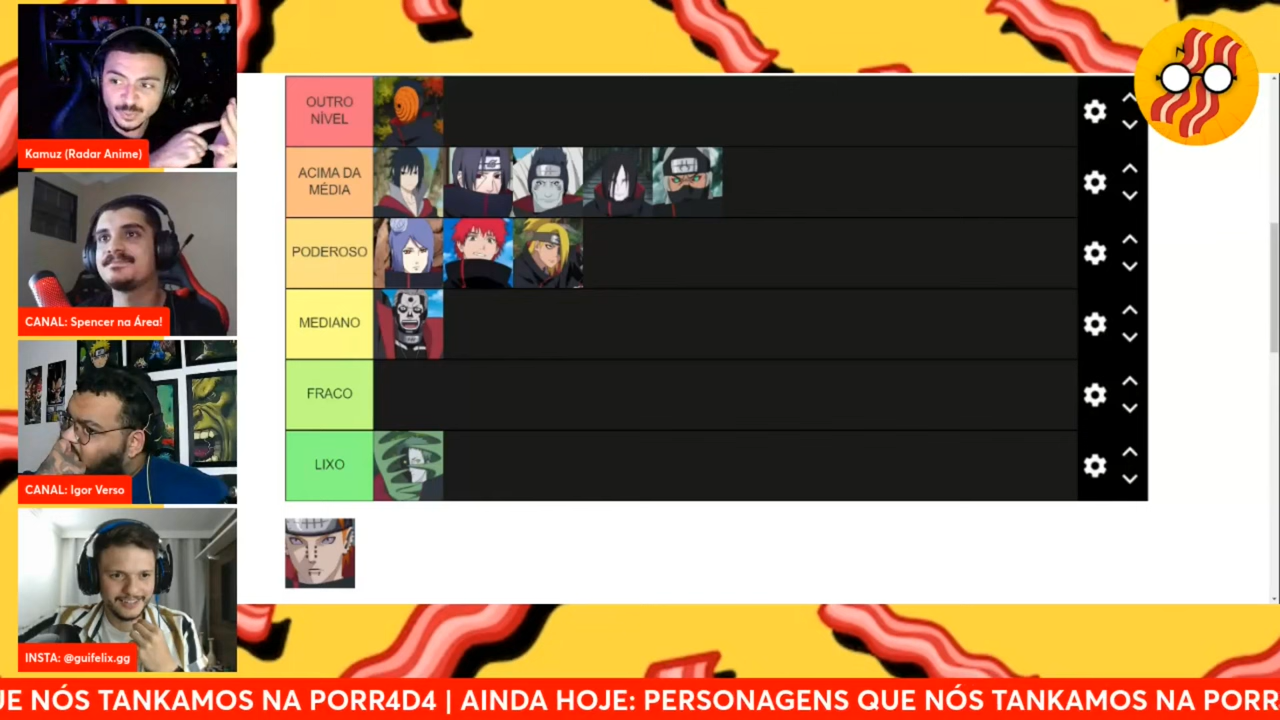 Kamuz (Radar Anime)
CANAL: Spencer na Área!
CANAL: Igor Verso
INSTA: @guifelix.gg
OUTRO
NÍVEL
ACIMA DA
MÉDIA
PODEROSO
MEDIANO
FRACO
LIXO
UE NÓS TANKAMOS NA PORR4D4 | AINDA HOJE: PERSONAGENS QUE NÓS TANKAMOS NA PORR